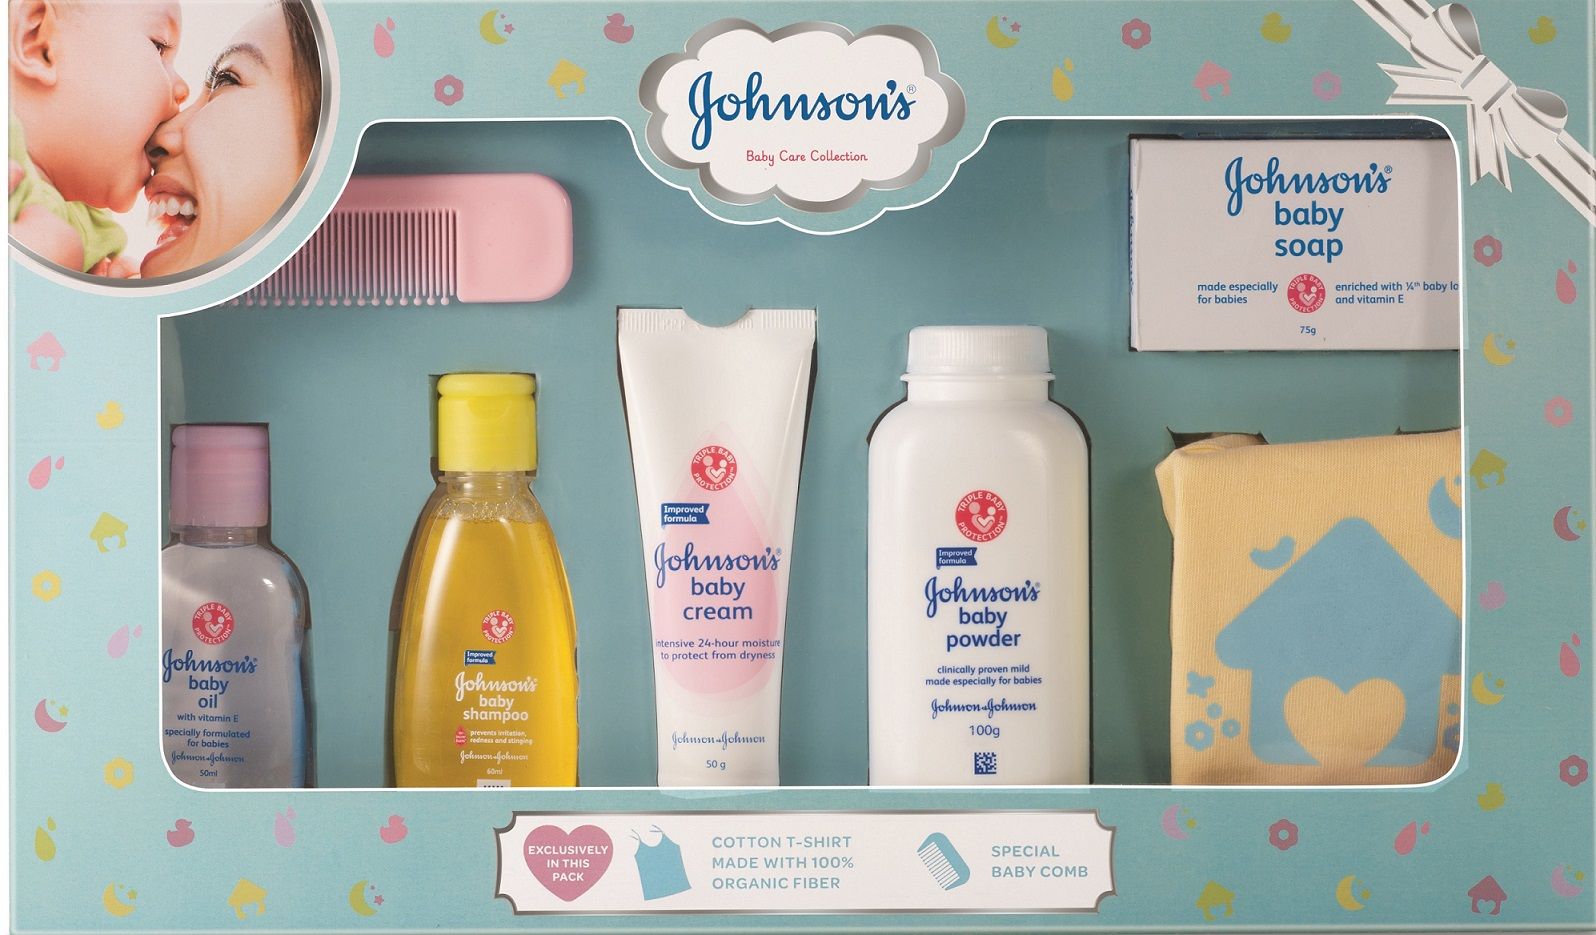 Johnson's®
Baby Care Collection
Johnson's®
baby
soap
made especially
for babies
TRIPLE BABY PROTECTION
enriched with ¼th baby lo
and vitamin E
75g
TRIPLE BABY PROTECTION
Johnson's®
baby
oil
with vitamin E
specially formulated
for babies
Johnson & Johnson
50ml
TRIPLE BABY PROTECTION
Improved
formula
Johnson's®
baby
shampoo
prevents irritation,
redness and stinging
Johnson & Johnson
60ml
TRIPLE BABY PROTECTION™
Improved
formula
Johnson's®
baby
cream
intensive 24-hour moisture
to protect from dryness
Johnson & Johnson
50 g
TRIPLE BABY PROTECTION™
Improved
formula
Johnson's®
baby
powder
clinically proven mild
made especially for babies
Johnson & Johnson
100g
EXCLUSIVELY
IN THIS
PACK
COTTON T-SHIRT
MADE WITH 100%
ORGANIC FIBER
SPECIAL
BABY COMB